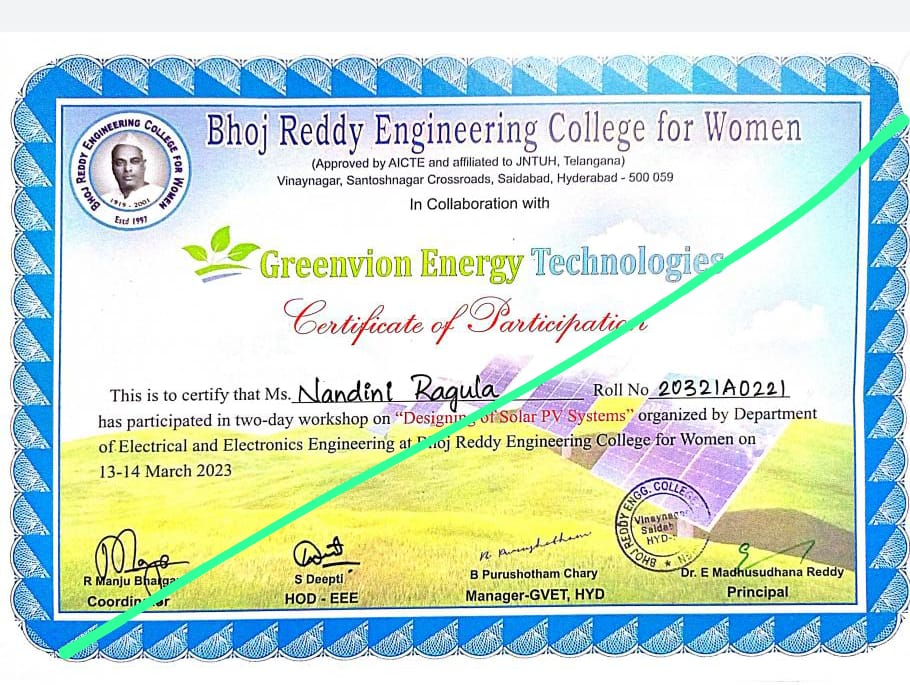 BHOJ REDDY ENGINEERING COLLEGE FOR WOMEN
1919 - 2001
Estd 1997
Bhoj Reddy Engineering College for Women
(Approved by AICTE and affiliated to JNTUH, Telangana)
Vinaynagar, Santoshnagar Crossroads, Saidabad, Hyderabad - 500 059
In Collaboration with
Greenvion Energy Technologies
Certificate of Participation
This is to certify that Ms. Nandini Ragula Roll No 20321A0221
has participated in two-day workshop on “Designing of Solar PV Systems” organized by Department
of Electrical and Electronics Engineering at Bhoj Reddy Engineering College for Women on
13-14 March 2023
BHOJ REDDY ENGG. COLLEGE
Vinaynagar
Saidab
HYD-
R Manju Bhargavi
S Deepti
B Purushotham Chary
Dr. E Madhusudhana Reddy
Coordinator
HOD - EEE
Manager-GVET, HYD
Principal